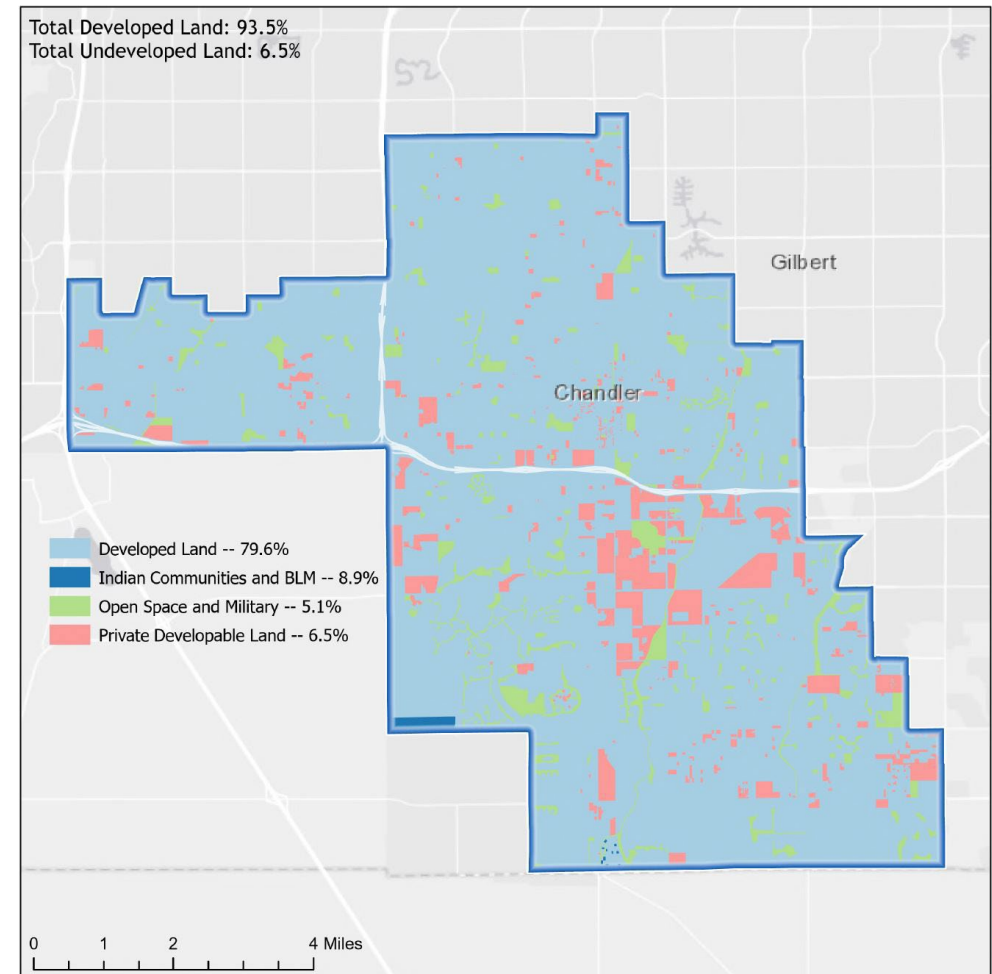 Total Developed Land: 93.5%
Total Undeveloped Land: 6.5%
Gilbert
Chandler
Developed Land -- 79.6%
Indian Communities and BLM -- 8.9%
Open Space and Military -- 5.1%
Private Developable Land -- 6.5%
0 1 2 4 Miles